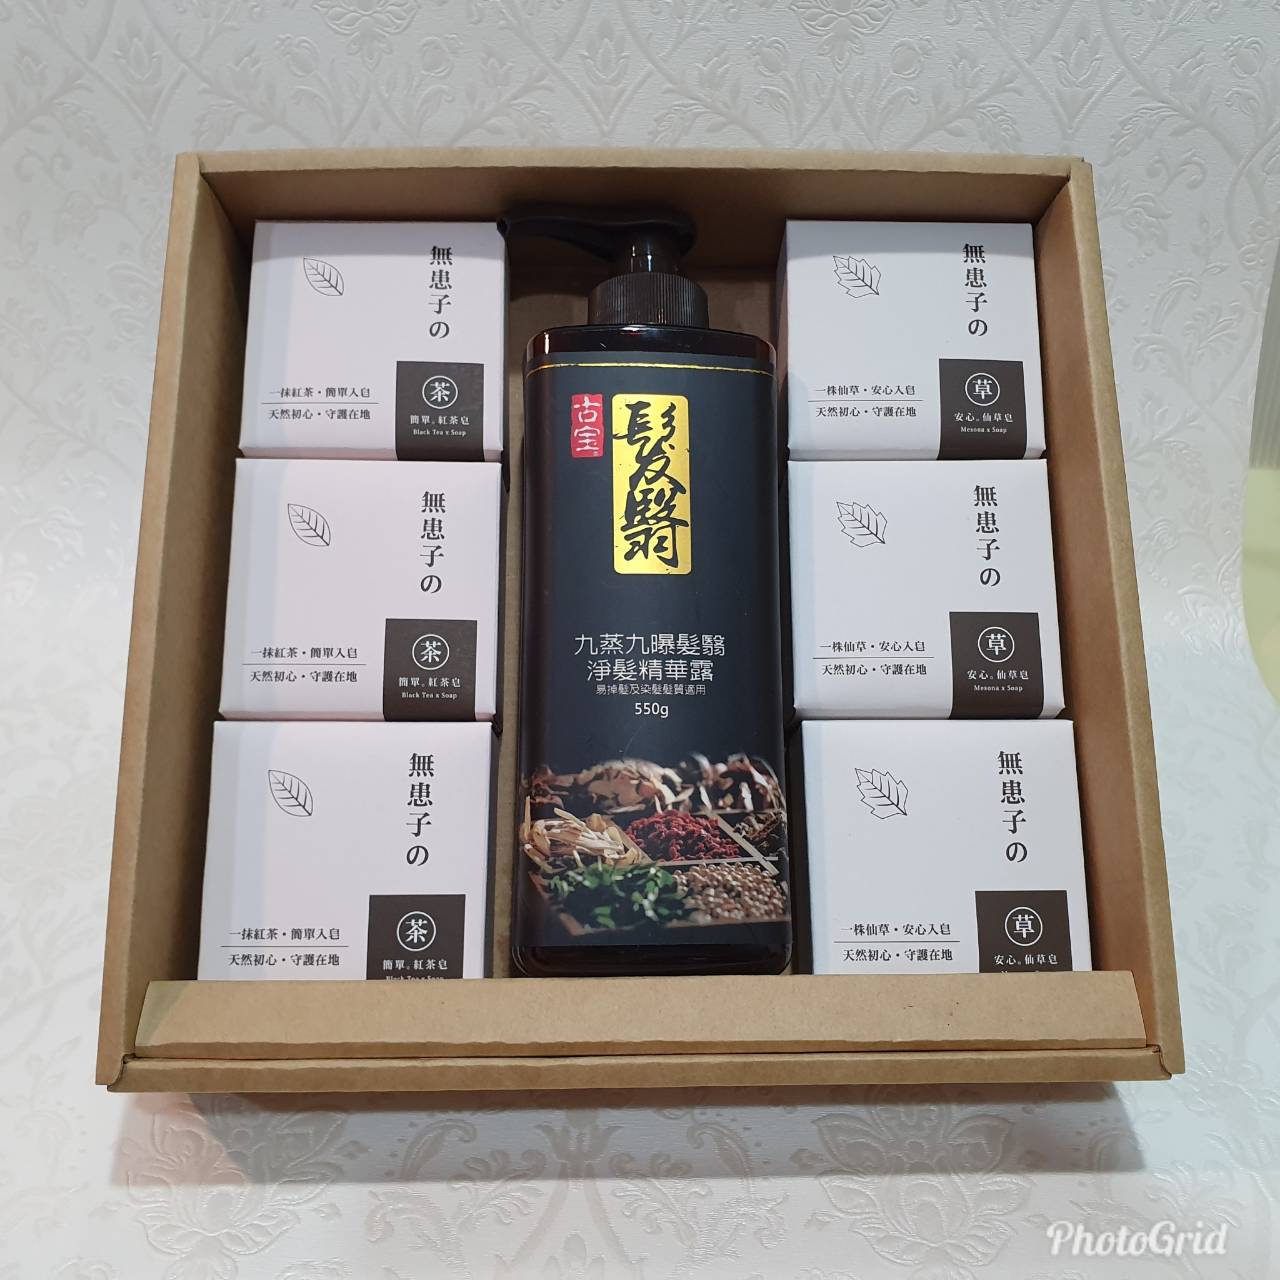 無患子の
一抹紅茶・簡單入皂
天然初心・守護在地
茶
簡單。紅茶皂
Black Tea x Soap
無患子の
一抹紅茶・簡單入皂
天然初心・守護在地
茶
簡單。紅茶皂
Black Tea x Soap
無患子の
一抹紅茶・簡單入皂
天然初心・守護在地
茶
簡單。紅茶皂
Black Tea x Soap
古宝
髮翳
九蒸九曝髮翳
淨髮精華露
易掉髮及染髮髮質適用
550g
無患子の
一株仙草・安心入皂
天然初心・守護在地
草
安心。仙草皂
Mesona x Soap
無患子の
一株仙草・安心入皂
天然初心・守護在地
草
安心。仙草皂
Mesona x Soap
無患子の
一株仙草・安心入皂
天然初心・守護在地
草
安心。仙草皂
PhotoGrid